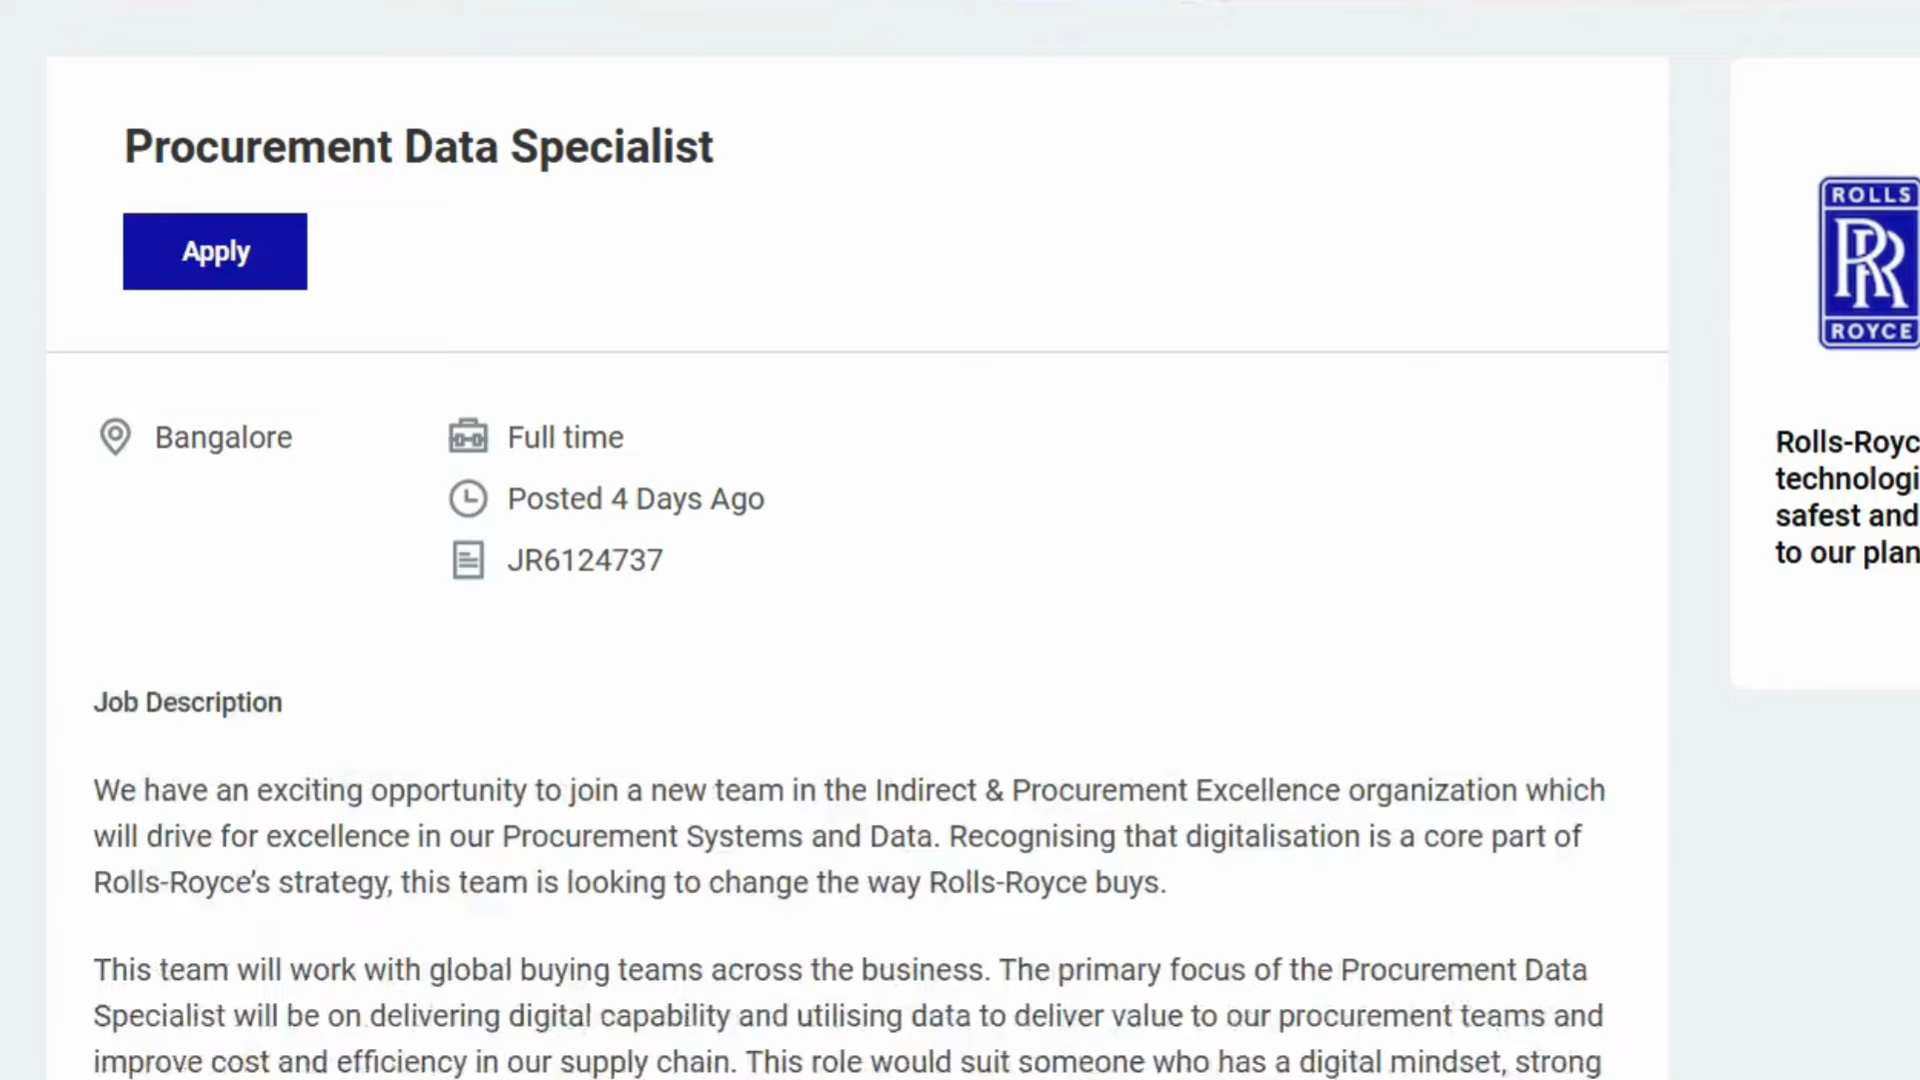 Procurement Data Specialist
Apply
Bangalore
Full time
Posted 4 Days Ago
JR6124737
Job Description
We have an exciting opportunity to join a new team in the Indirect & Procurement Excellence organization which
will drive for excellence in our Procurement Systems and Data. Recognising that digitalisation is a core part of
Rolls-Royce’s strategy, this team is looking to change the way Rolls-Royce buys.
This team will work with global buying teams across the business. The primary focus of the Procurement Data
Specialist will be on delivering digital capability and utilising data to deliver value to our procurement teams and
improve cost and efficiency in our supply chain. This role would suit someone who has a digital mindset, strong
ROLLS
RR
ROYCE
Rolls-Royc
technologi
safest and
to our plan